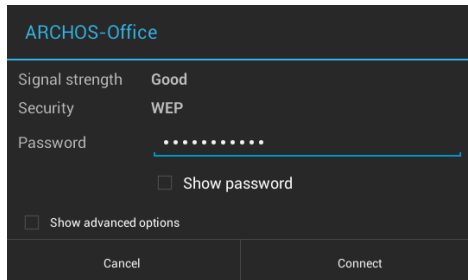 ARCHOS-Office
Signal strength Good
Security WEP
Password •••••••••••
Show password
Show advanced options
Cancel Connect